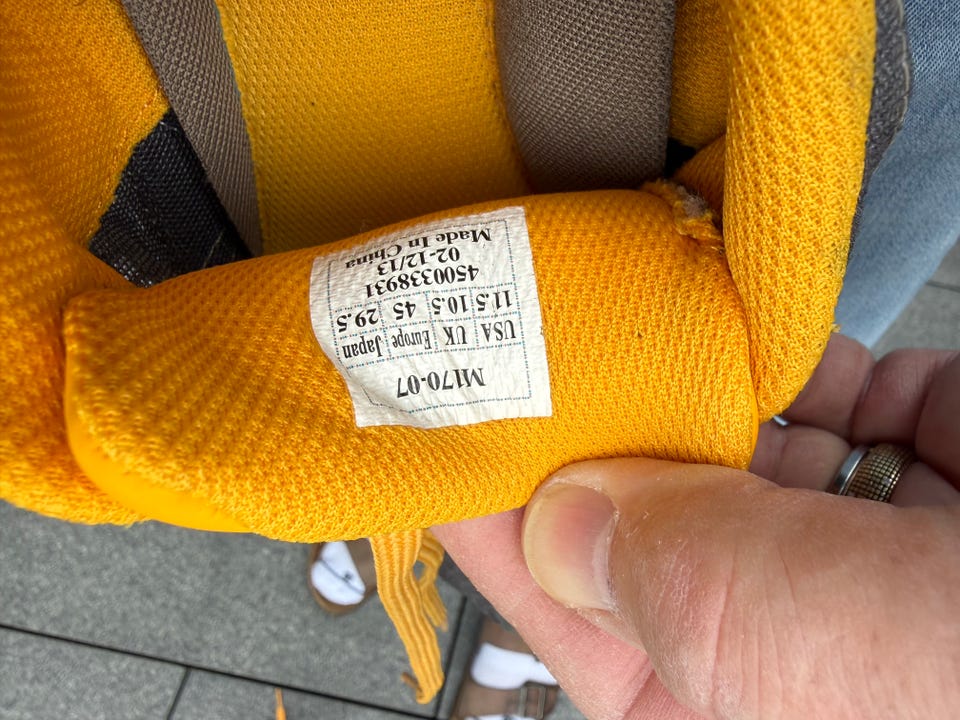 M170-07
USA UK Europe Japan
11.5 10.5 45 29.5
4500338931
02-12/13
Made In China